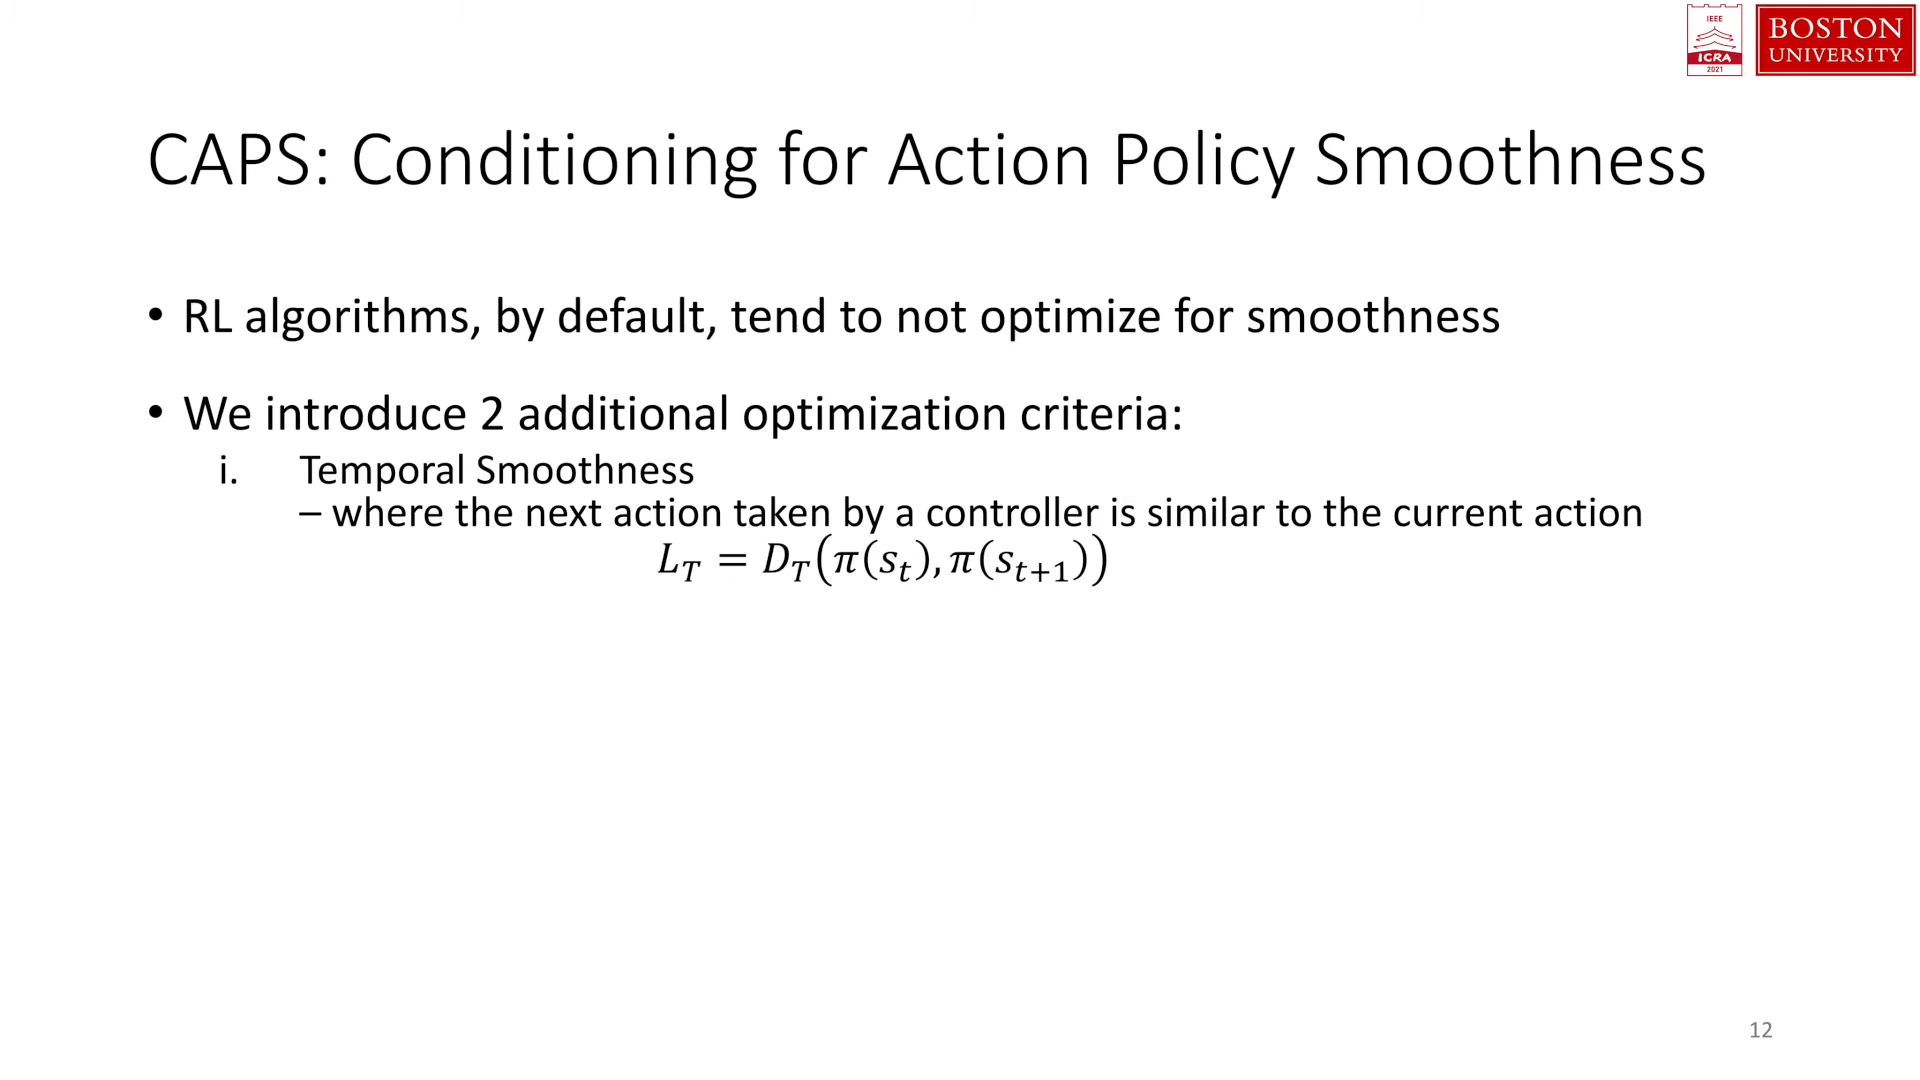 IEEE
ICRA
2021
BOSTON
UNIVERSITY
CAPS: Conditioning for Action Policy Smoothness
• RL algorithms, by default, tend to not optimize for smoothness
• We introduce 2 additional optimization criteria:
i. Temporal Smoothness
– where the next action taken by a controller is similar to the current action
L_T = D_T(π(s_t), π(s_{t+1}))
12